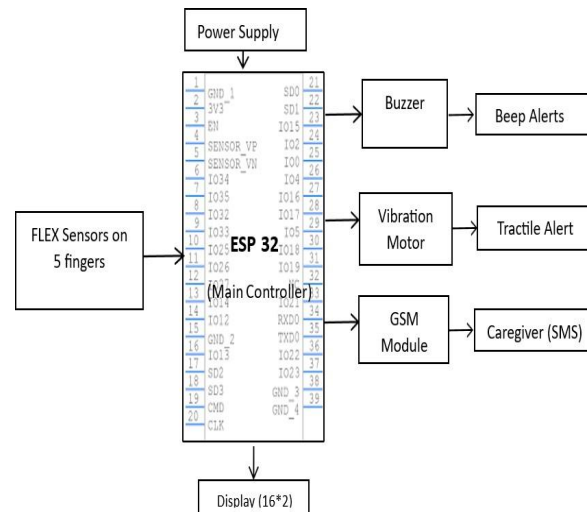 Power Supply
1
GND_1
2
3V3
3
EN
4
SENSOR_VP
5
SENSOR_VN
6
IO34
7
IO35
8
IO32
9
IO33
10
IO25
11
IO26
12
13
IO14
14
IO12
15
GND_2
16
IO13
17
SD2
18
SD3
19
CMD
20
CLK
21
SD0
22
SD1
23
IO15
24
IO2
25
IO0
26
IO4
27
IO16
28
IO17
29
IO5
30
IO18
31
IO19
32
33
IO21
34
RXD0
35
TXD0
36
IO22
37
IO23
38
GND_3
39
GND_4
ESP 32
(Main Controller)
FLEX Sensors on
5 fingers
Buzzer
Beep Alerts
Vibration
Motor
Tractile Alert
GSM
Module
Caregiver (SMS)
Display (16*2)